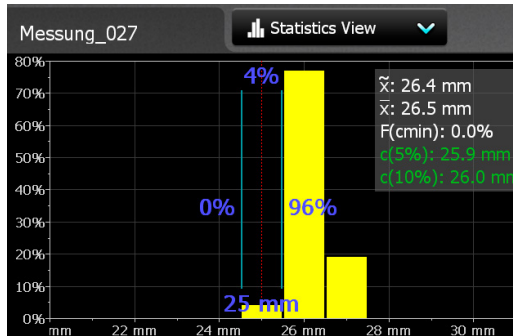 Messung_027
Statistics View
80%
70%
60%
50%
40%
30%
20%
10%
0%
4%
0%
96%
25 mm
x̃: 26.4 mm
x̅: 26.5 mm
F(cmin): 0.0%
c(5%): 25.9 mm
c(10%): 26.0 mm
mm
22 mm
24 mm
26 mm
28 mm
30 mm